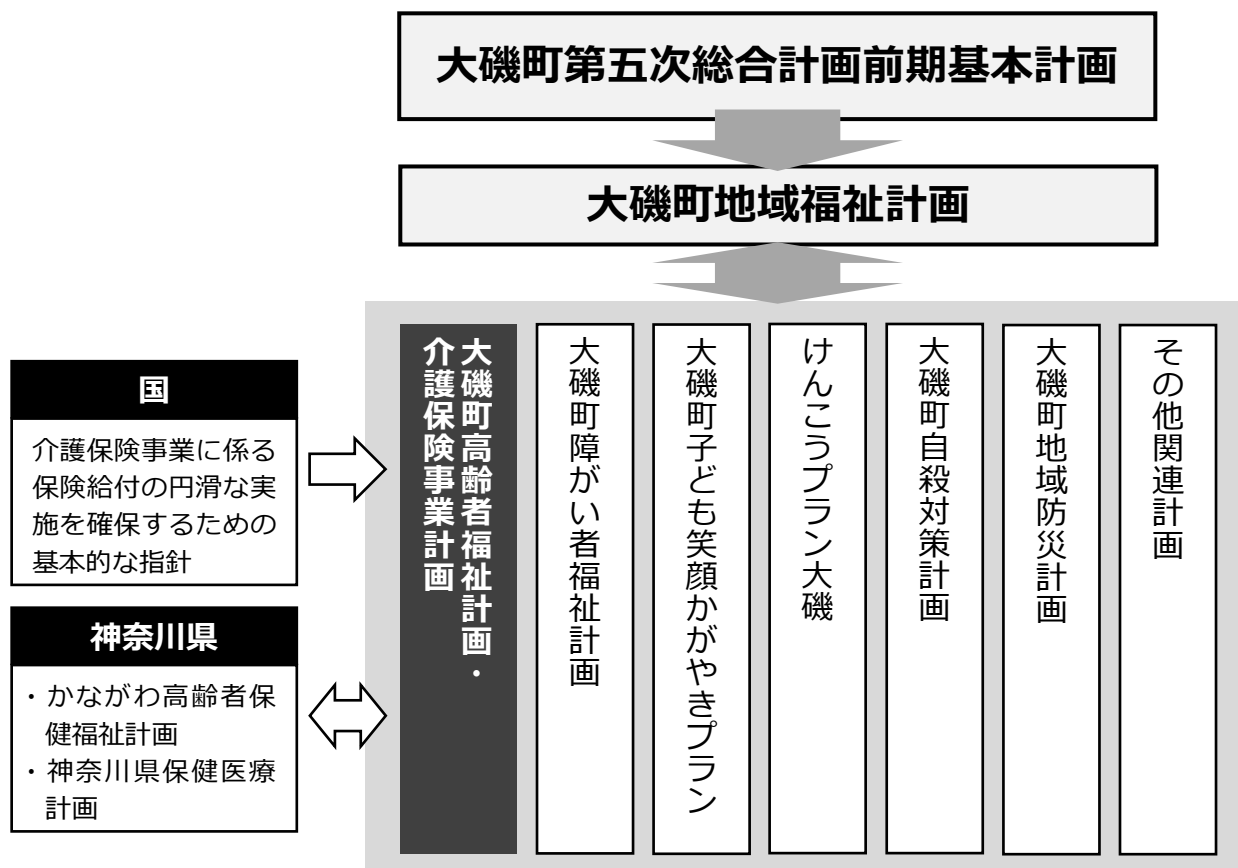 大磯町第五次総合計画前期基本計画
大磯町地域福祉計画
国
介護保険事業に係る
保険給付の円滑な実
施を確保するための
基本的な指針
神奈川県
・かながわ高齢者保
健福祉計画
・神奈川県保健医療
計画
大磯町高齢者福祉計画・
介護保険事業計画
大磯町障がい者福祉計画
大磯町子ども笑顔かがやきプラン
けんこうプラン大磯
大磯町自殺対策計画
大磯町地域防災計画
その他関連計画